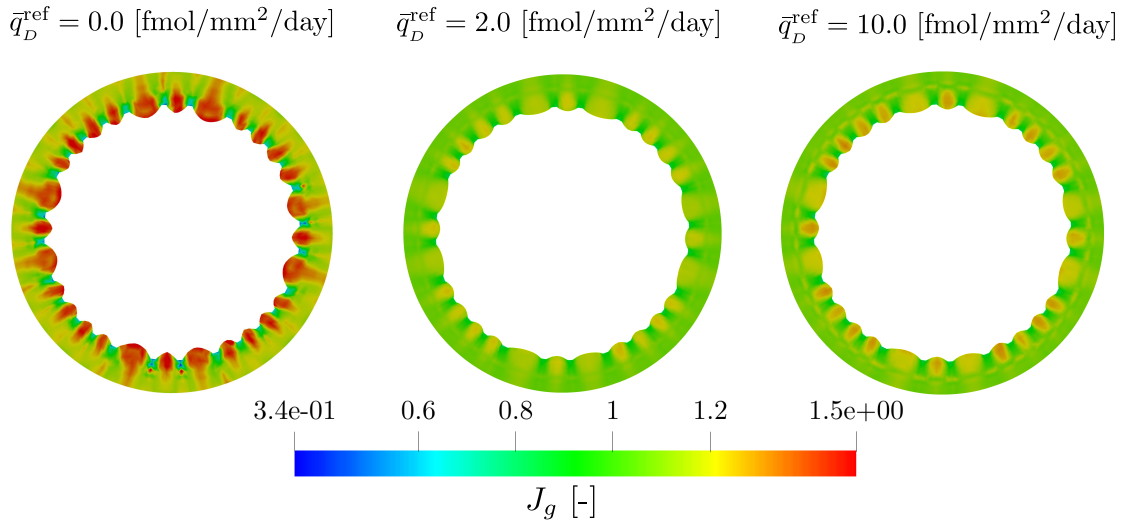 q̄_D^ref = 0.0 [fmol/mm²/day]
q̄_D^ref = 2.0 [fmol/mm²/day]
q̄_D^ref = 10.0 [fmol/mm²/day]
3.4e-01 0.6 0.8 1 1.2 1.5e+00
J_g [-]